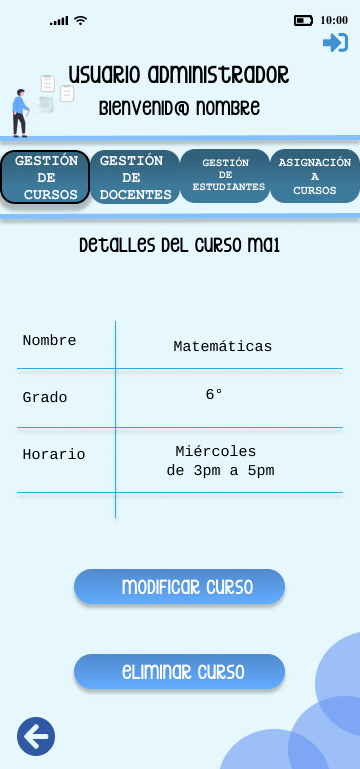 10:00
USUARIO ADMINISTRADOR
BIENVENID@ NOMBRE
GESTIÓN
DE
CURSOS
GESTIÓN
DE
DOCENTES
GESTIÓN
DE
ESTUDIANTES
ASIGNACIÓN
A
CURSOS
DETALLES DEL CURSO MA1
Nombre
Matemáticas
Grado
6°
Horario
Miércoles
de 3pm a 5pm
MODIFICAR CURSO
ELIMINAR CURSO